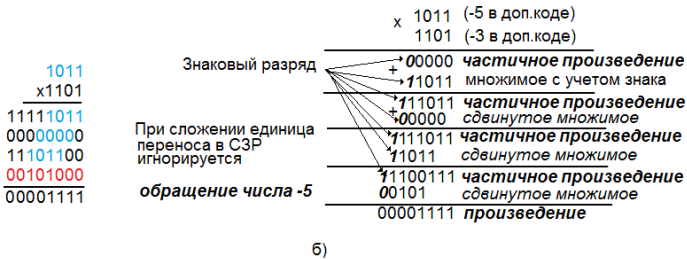 1011
x1101
11111011
00000000
11101100
00101000
00001111
Знаковый разряд
При сложении единица
переноса в СЗР
игнорируется
обращение числа -5
x 1011 (-5 в доп.коде)
1101 (-3 в доп.коде)
00000 частичное произведение
+
11011 множимое с учетом знака
111011 частичное произведение
+
00000 сдвинутое множимое
1111011 частичное произведение
11011 сдвинутое множимое
11100111 частичное произведение
00101 сдвинутое множимое
00001111 произведение
б)